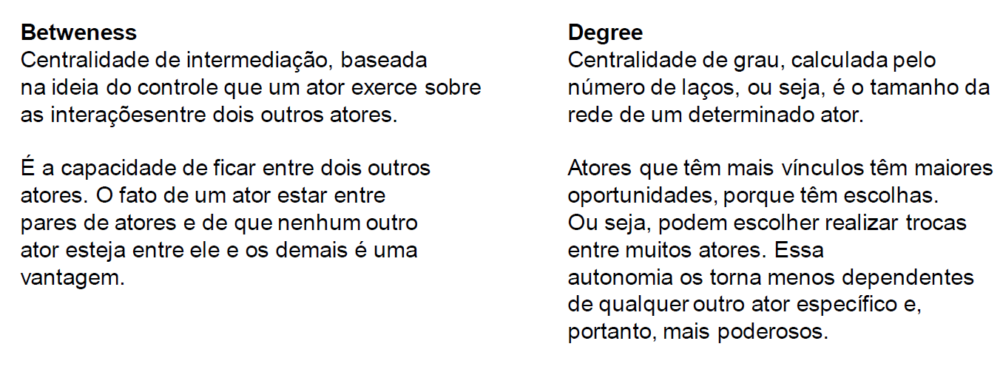 Betweness
Centralidade de intermediação, baseada
na ideia do controle que um ator exerce sobre
as interaçõesentre dois outros atores.
É a capacidade de ficar entre dois outros
atores. O fato de um ator estar entre
pares de atores e de que nenhum outro
ator esteja entre ele e os demais é uma
vantagem.
Degree
Centralidade de grau, calculada pelo
número de laços, ou seja, é o tamanho da
rede de um determinado ator.
Atores que têm mais vínculos têm maiores
oportunidades, porque têm escolhas.
Ou seja, podem escolher realizar trocas
entre muitos atores. Essa
autonomia os torna menos dependentes
de qualquer outro ator específico e,
portanto, mais poderosos.